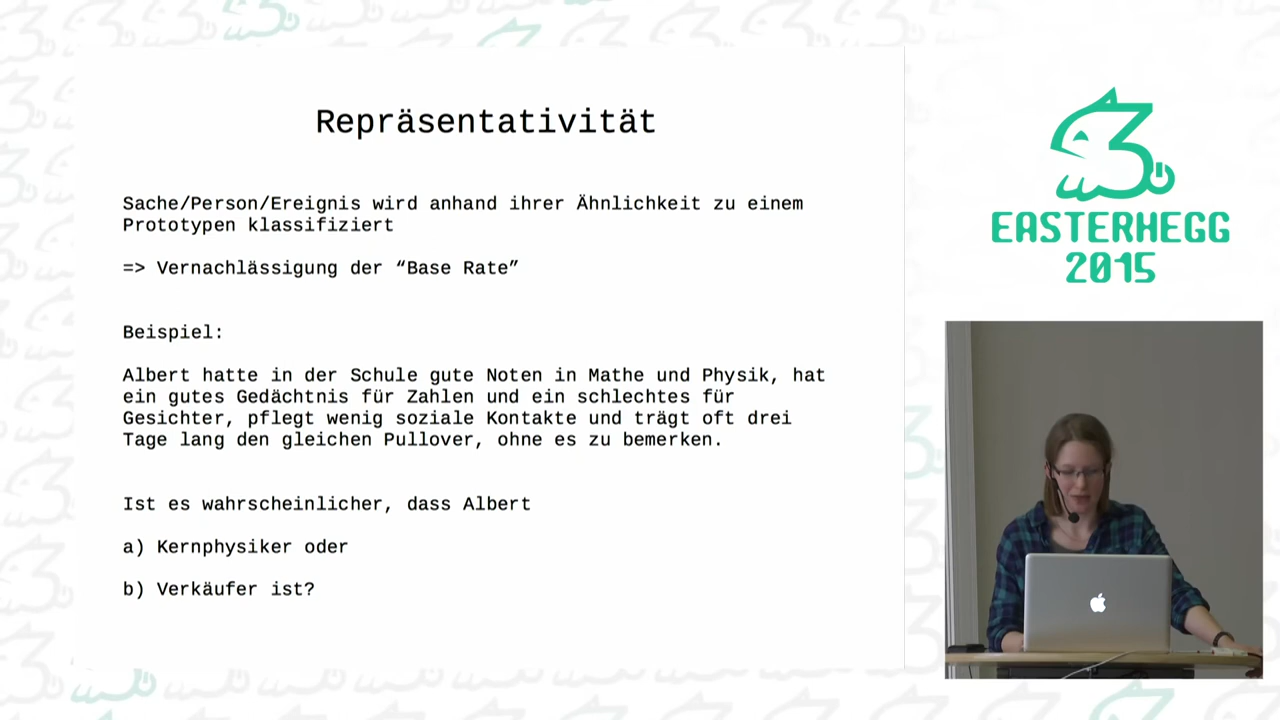 Repräsentativität
Sache/Person/Ereignis wird anhand ihrer Ähnlichkeit zu einem
Prototypen klassifiziert
=> Vernachlässigung der “Base Rate”
Beispiel:
Albert hatte in der Schule gute Noten in Mathe und Physik, hat
ein gutes Gedächtnis für Zahlen und ein schlechtes für
Gesichter, pflegt wenig soziale Kontakte und trägt oft drei
Tage lang den gleichen Pullover, ohne es zu bemerken.
Ist es wahrscheinlicher, dass Albert
a) Kernphysiker oder
b) Verkäufer ist?
EASTERHEGG
2015